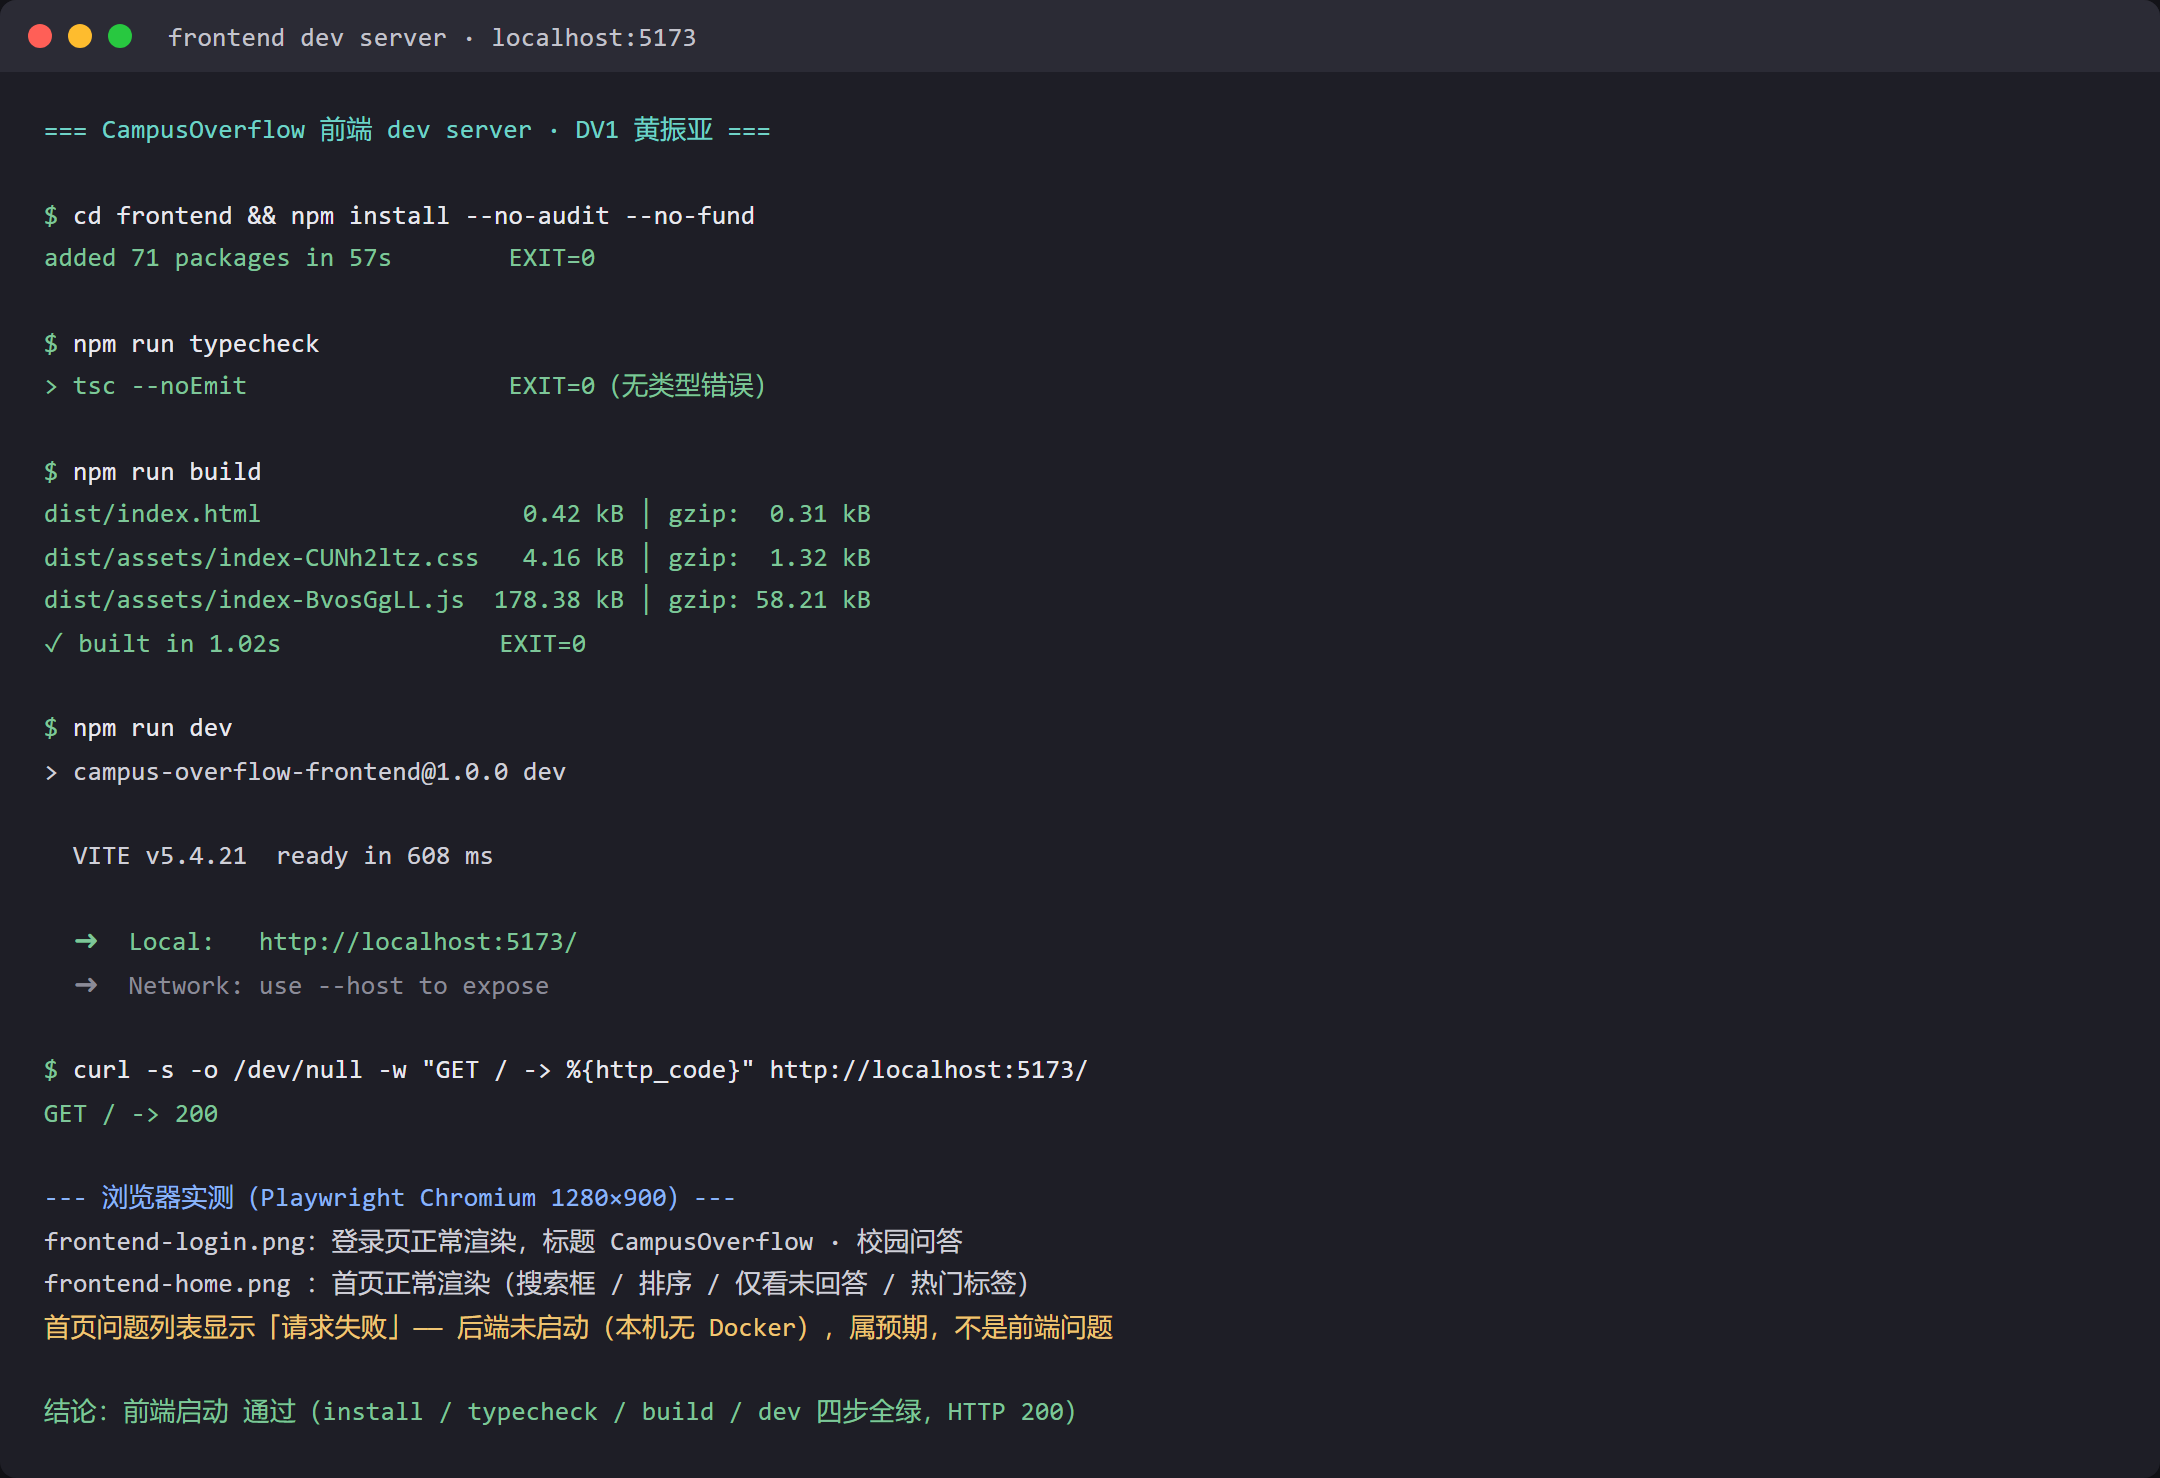 frontend dev server · localhost:5173
=== CampusOverflow 前端 dev server · DV1 黄振亚 ===
$ cd frontend && npm install --no-audit --no-fund
added 71 packages in 57s        EXIT=0
$ npm run typecheck
> tsc --noEmit                  EXIT=0（无类型错误）
$ npm run build
dist/index.html                  0.42 kB │ gzip:  0.31 kB
dist/assets/index-CUNh2ltz.css   4.16 kB │ gzip:  1.32 kB
dist/assets/index-BvosGgLL.js  178.38 kB │ gzip: 58.21 kB
✓ built in 1.02s               EXIT=0
$ npm run dev
> campus-overflow-frontend@1.0.0 dev
VITE v5.4.21  ready in 608 ms
➜  Local:   http://localhost:5173/
➜  Network: use --host to expose
$ curl -s -o /dev/null -w "GET / -> %{http_code}" http://localhost:5173/
GET / -> 200
--- 浏览器实测（Playwright Chromium 1280×900）---
frontend-login.png：登录页正常渲染，标题 CampusOverflow · 校园问答
frontend-home.png ：首页正常渲染（搜索框 / 排序 / 仅看未回答 / 热门标签）
首页问题列表显示「请求失败」—— 后端未启动（本机无 Docker），属预期，不是前端问题
结论：前端启动 通过（install / typecheck / build / dev 四步全绿，HTTP 200）